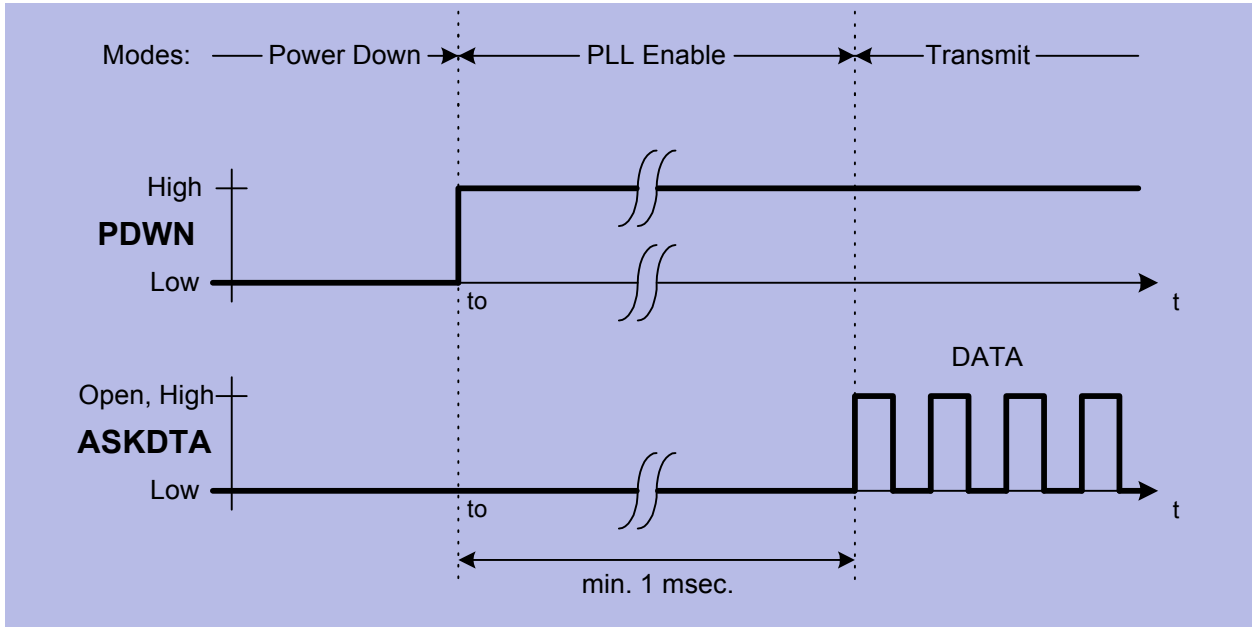 Modes: Power Down PLL Enable Transmit
High
PDWN
Low
to
t
DATA
Open, High
ASKDTA
Low
to
t
min. 1 msec.